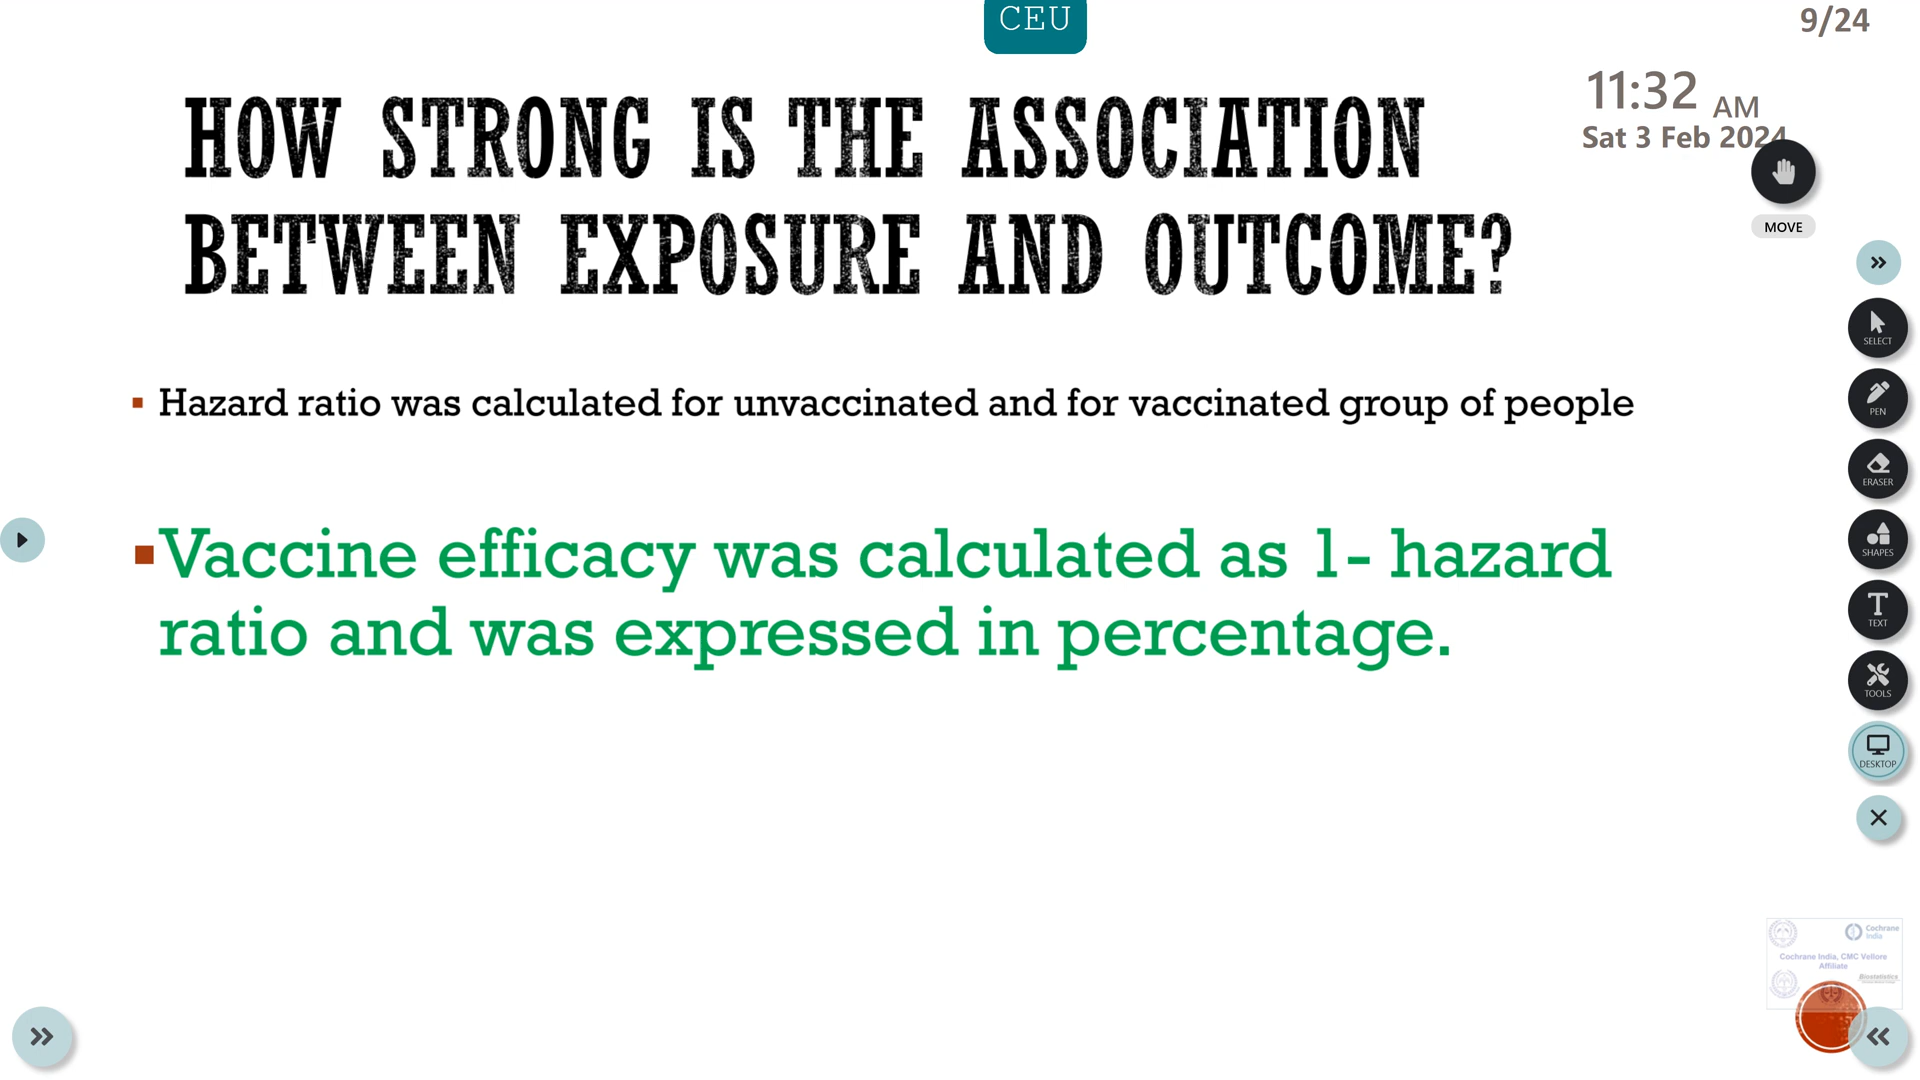 CEU
9/24
11:32 AM
Sat 3 Feb 2024
HOW STRONG IS THE ASSOCIATION
BETWEEN EXPOSURE AND OUTCOME?
MOVE
▪ Hazard ratio was calculated for unvaccinated and for vaccinated group of people
▪ Vaccine efficacy was calculated as 1- hazard
ratio and was expressed in percentage.
SELECT
PEN
ERASER
SHAPES
TEXT
TOOLS
DESKTOP
Cochrane
India
Cochrane India, CMC Vellore
Affiliate
Biostatistics